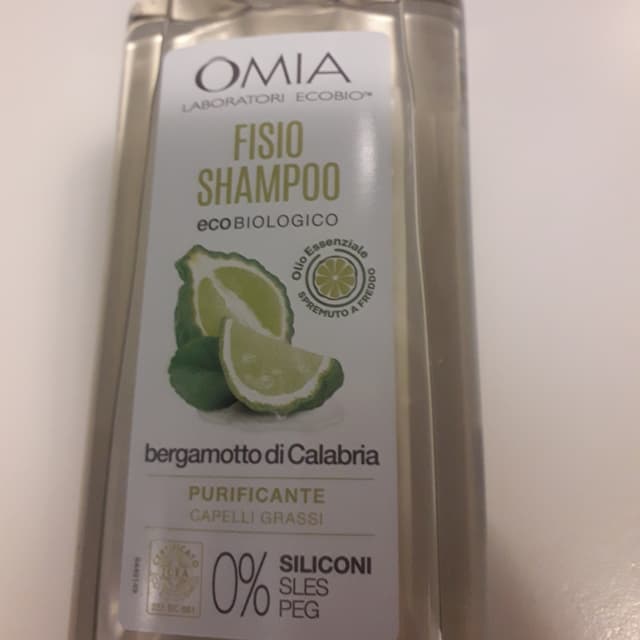 OMIA
LABORATORI ECOBIO™
FISIO
SHAMPOO
ecoBIOLOGICO
Olio Essenziale
SPREMUTO A FREDDO
bergamotto di Calabria
PURIFICANTE
CAPELLI GRASSI
0%
SILICONI
SLES
PEG